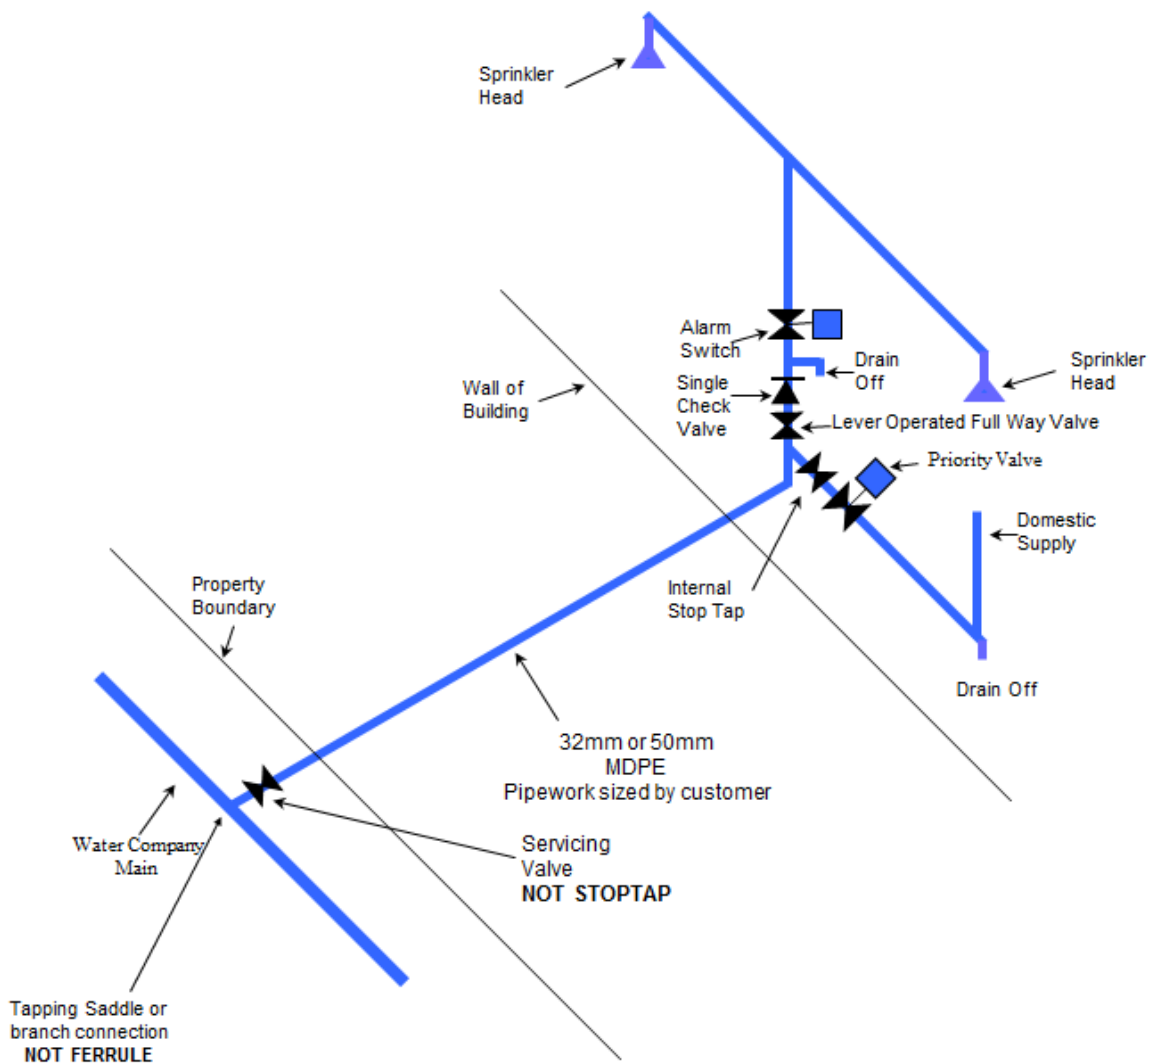 Sprinkler
Head
Alarm
Switch
Drain
Off
Sprinkler
Head
Wall of
Building
Single
Check
Valve
Lever Operated Full Way Valve
Priority Valve
Domestic
Supply
Property
Boundary
Internal
Stop Tap
Drain Off
32mm or 50mm
MDPE
Pipework sized by customer
Water Company
Main
Servicing
Valve
NOT STOPTAP
Tapping Saddle or
branch connection
NOT FERRULE